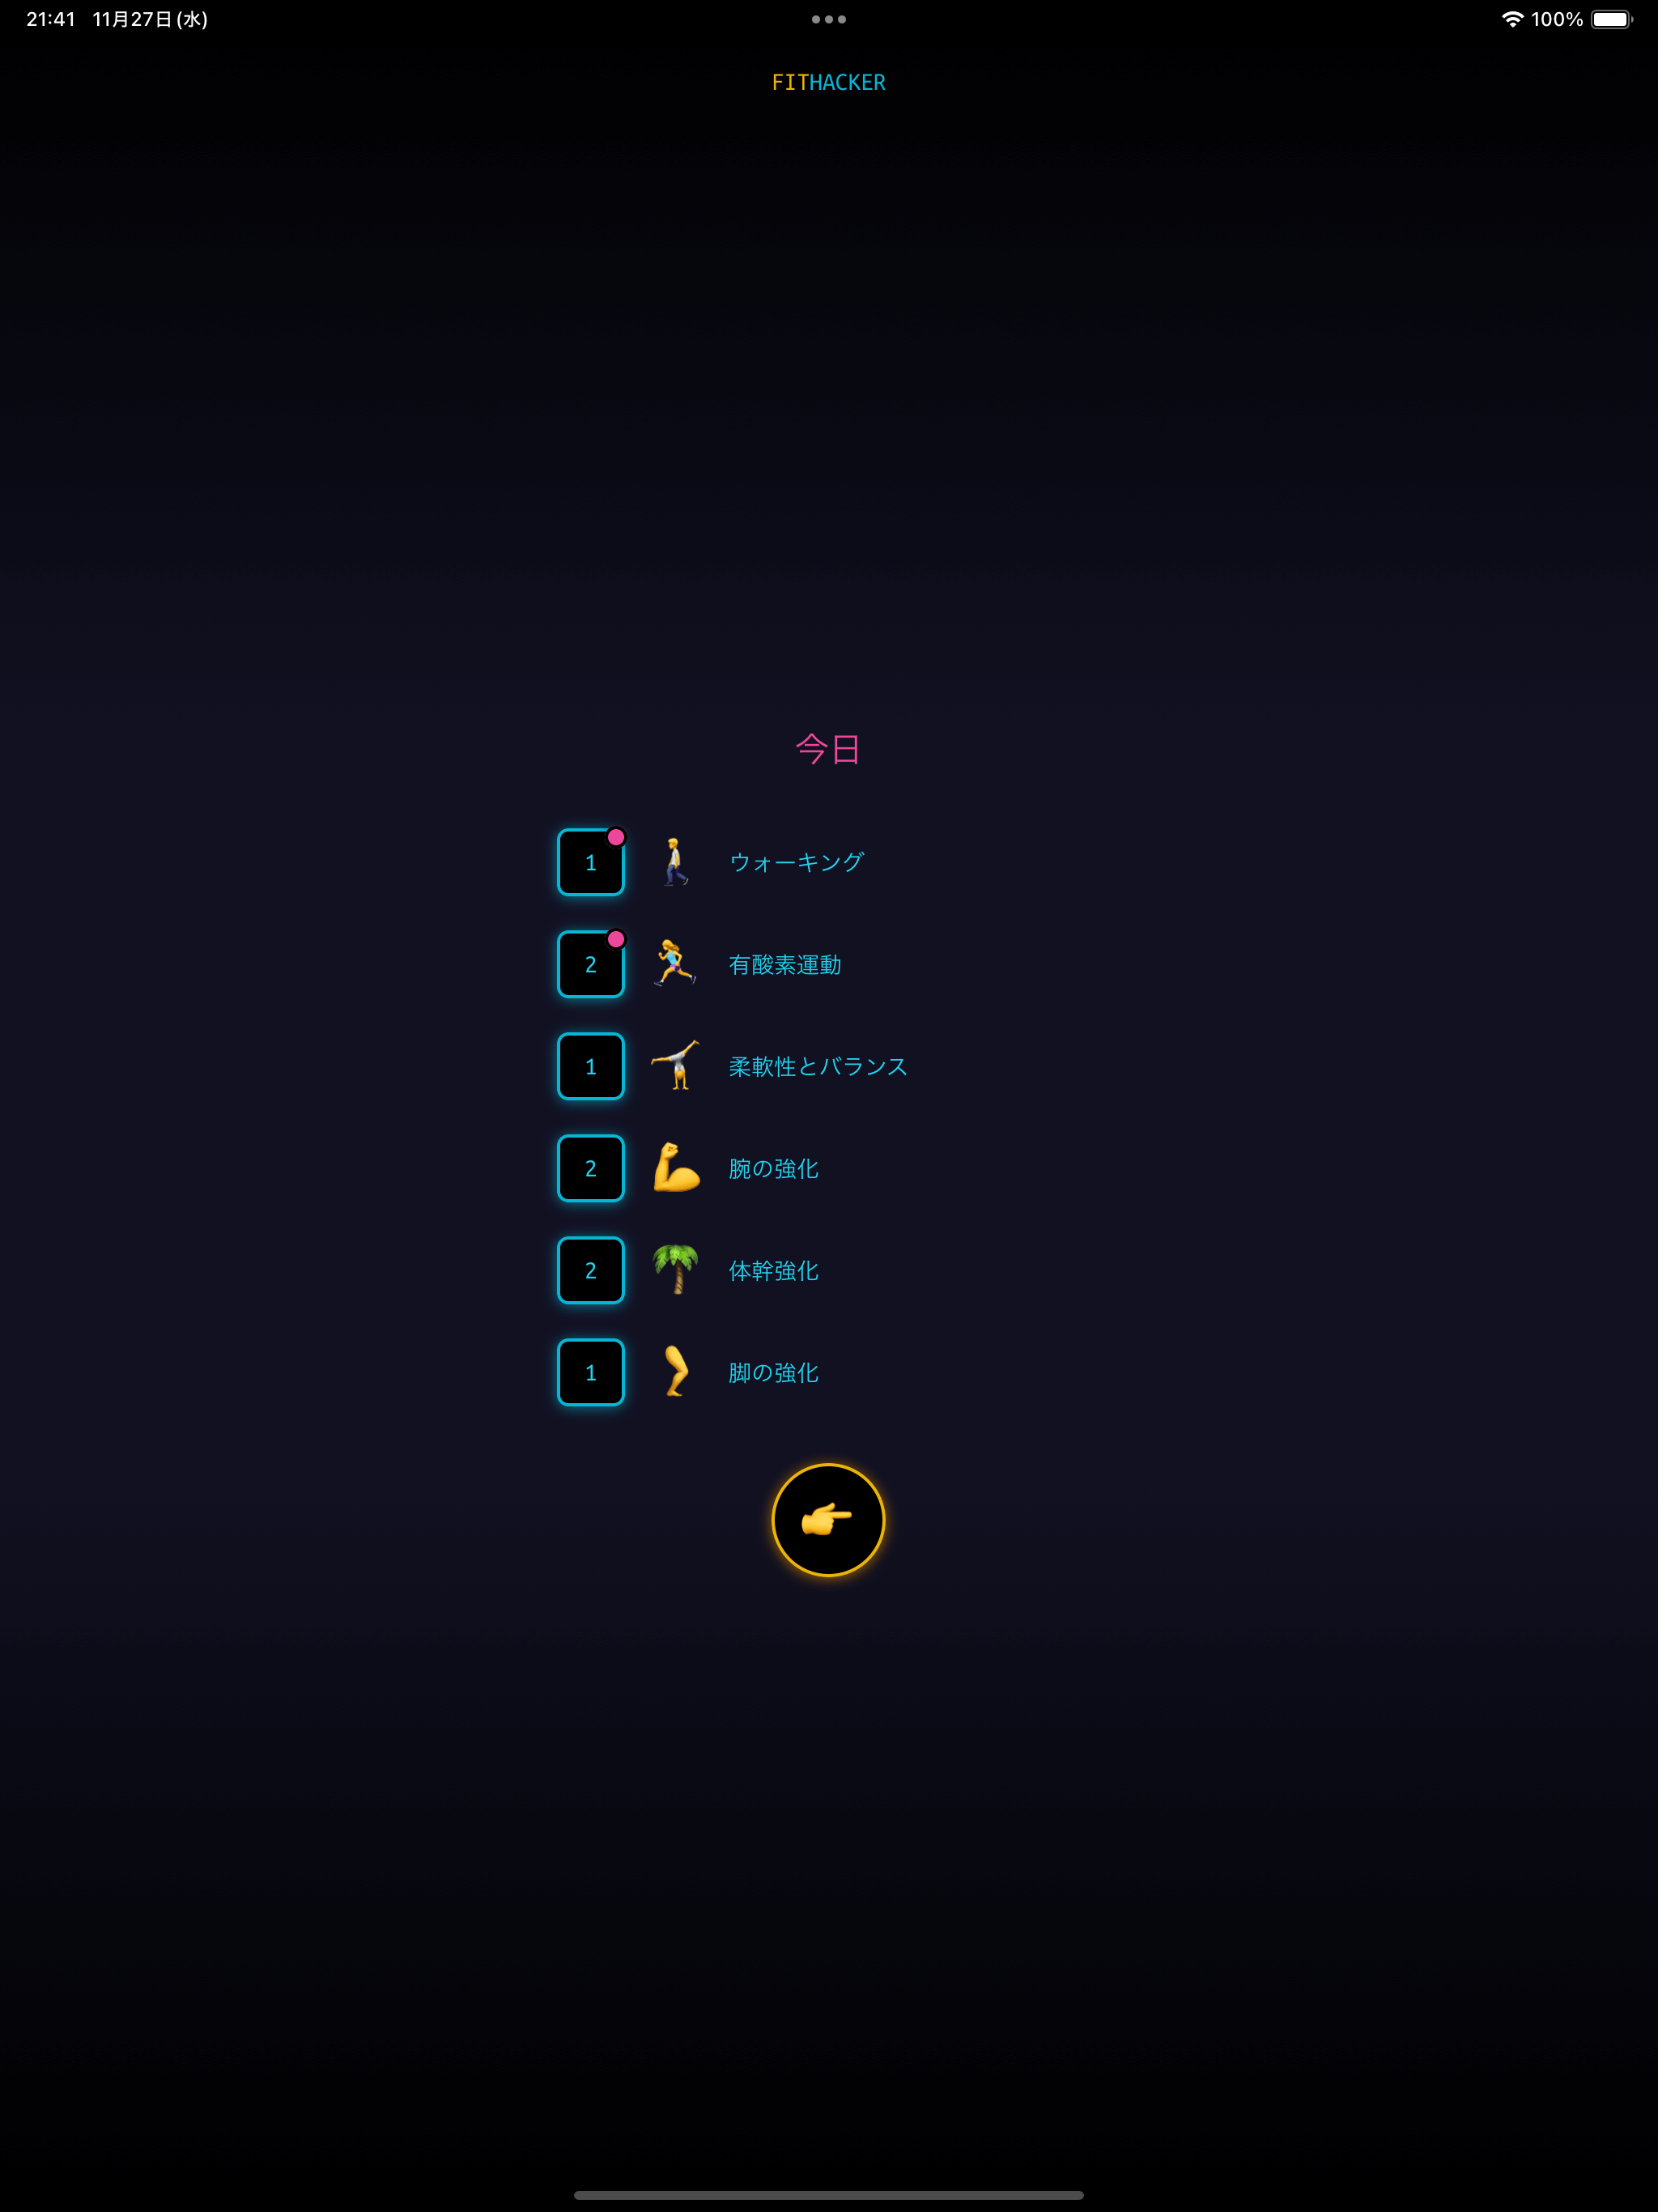 21:41 11月27日(水) 100%
FITHACKER
今日
1 ウォーキング
2 有酸素運動
1 柔軟性とバランス
2 腕の強化
2 体幹強化
1 脚の強化